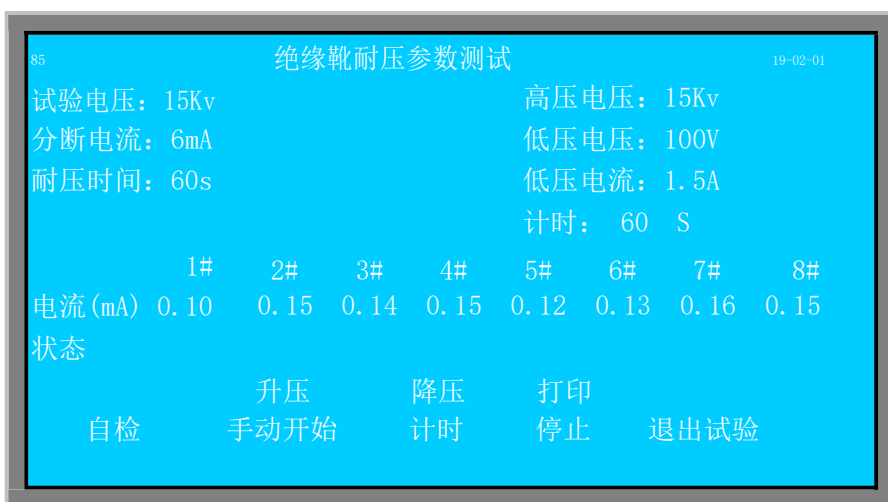 85 绝缘靴耐压参数测试 19-02-01
试验电压：15Kv 高压电压：15Kv
分断电流：6mA 低压电压：100V
耐压时间：60s 低压电流：1.5A
计时： 60 S
1# 2# 3# 4# 5# 6# 7# 8#
电流(mA) 0.10 0.15 0.14 0.15 0.12 0.13 0.16 0.15
状态
升压 降压 打印
自检 手动开始 计时 停止 退出试验